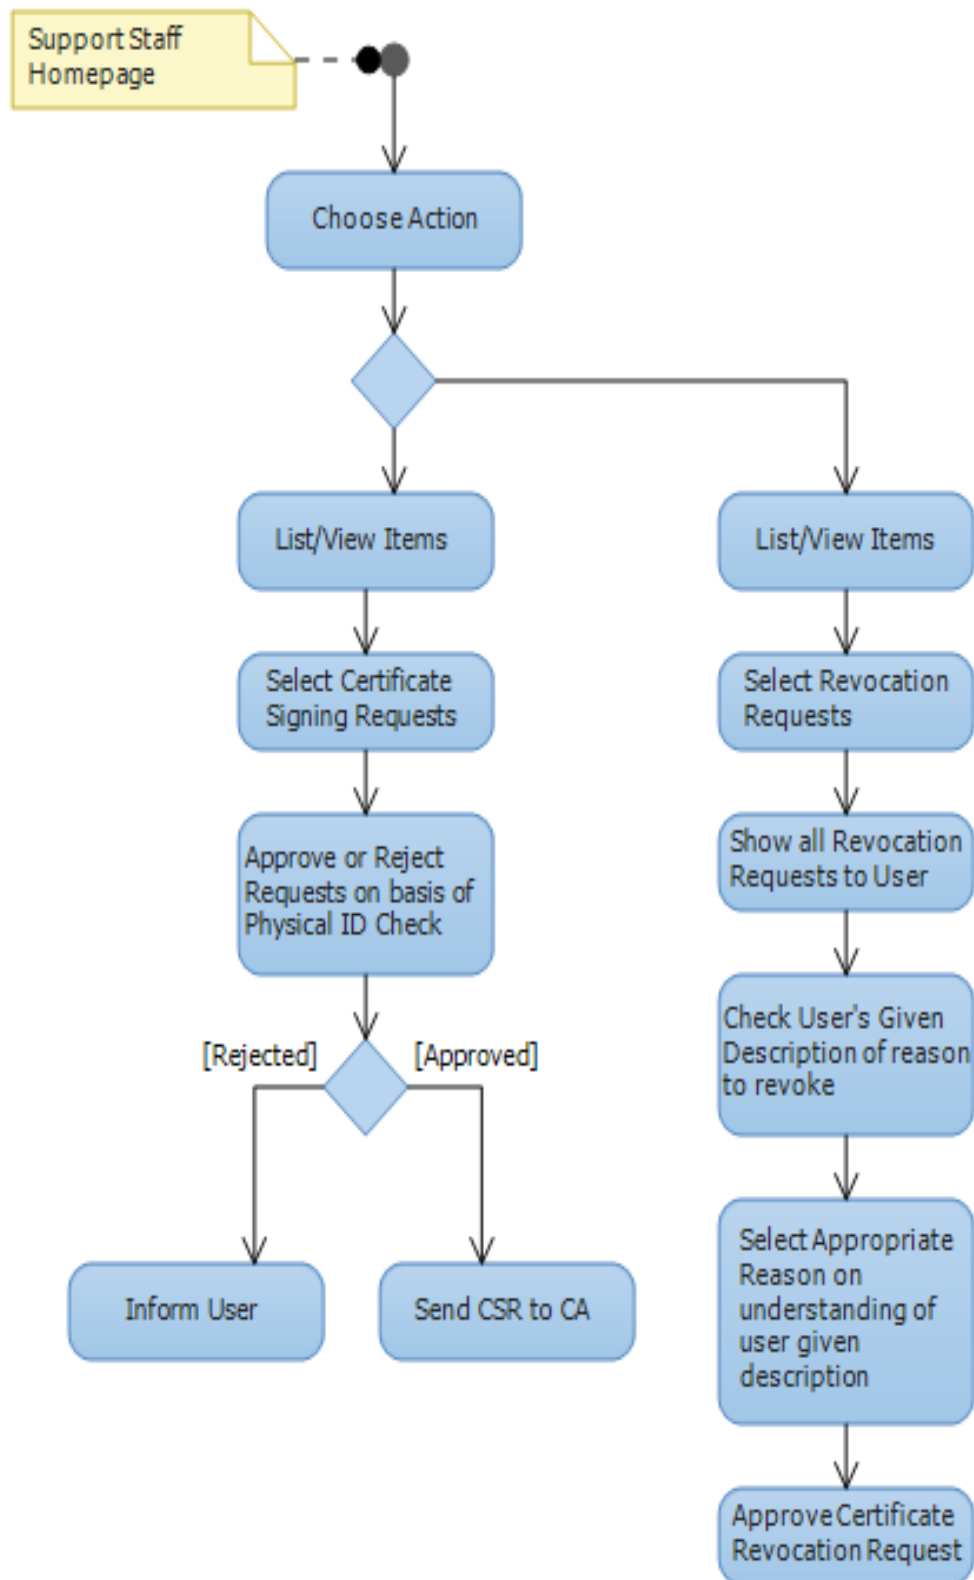 Support Staff
Homepage
Choose Action
List/View Items
List/View Items
Select Certificate
Signing Requests
Select Revocation
Requests
Approve or Reject
Requests on basis of
Physical ID Check
Show all Revocation
Requests to User
[Rejected]
[Approved]
Check User's Given
Description of reason
to revoke
Inform User
Send CSR to CA
Select Appropriate
Reason on
understanding of
user given
description
Approve Certificate
Revocation Request